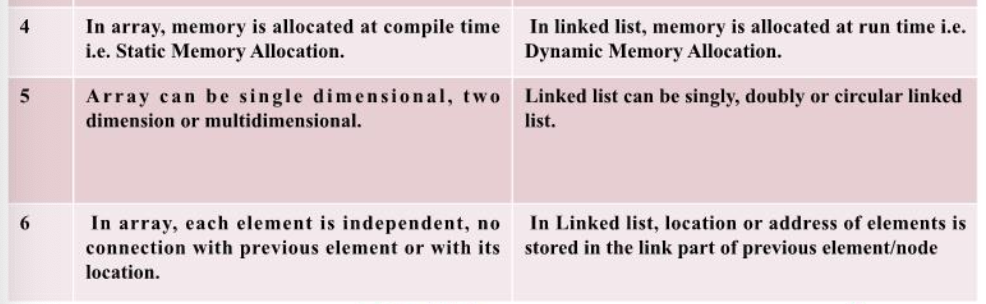 4
In array, memory is allocated at compile time
i.e. Static Memory Allocation.
In linked list, memory is allocated at run time i.e.
Dynamic Memory Allocation.
5
Array can be single dimensional, two
dimension or multidimensional.
Linked list can be singly, doubly or circular linked
list.
6
In array, each element is independent, no
connection with previous element or with its
location.
In Linked list, location or address of elements is
stored in the link part of previous element/node